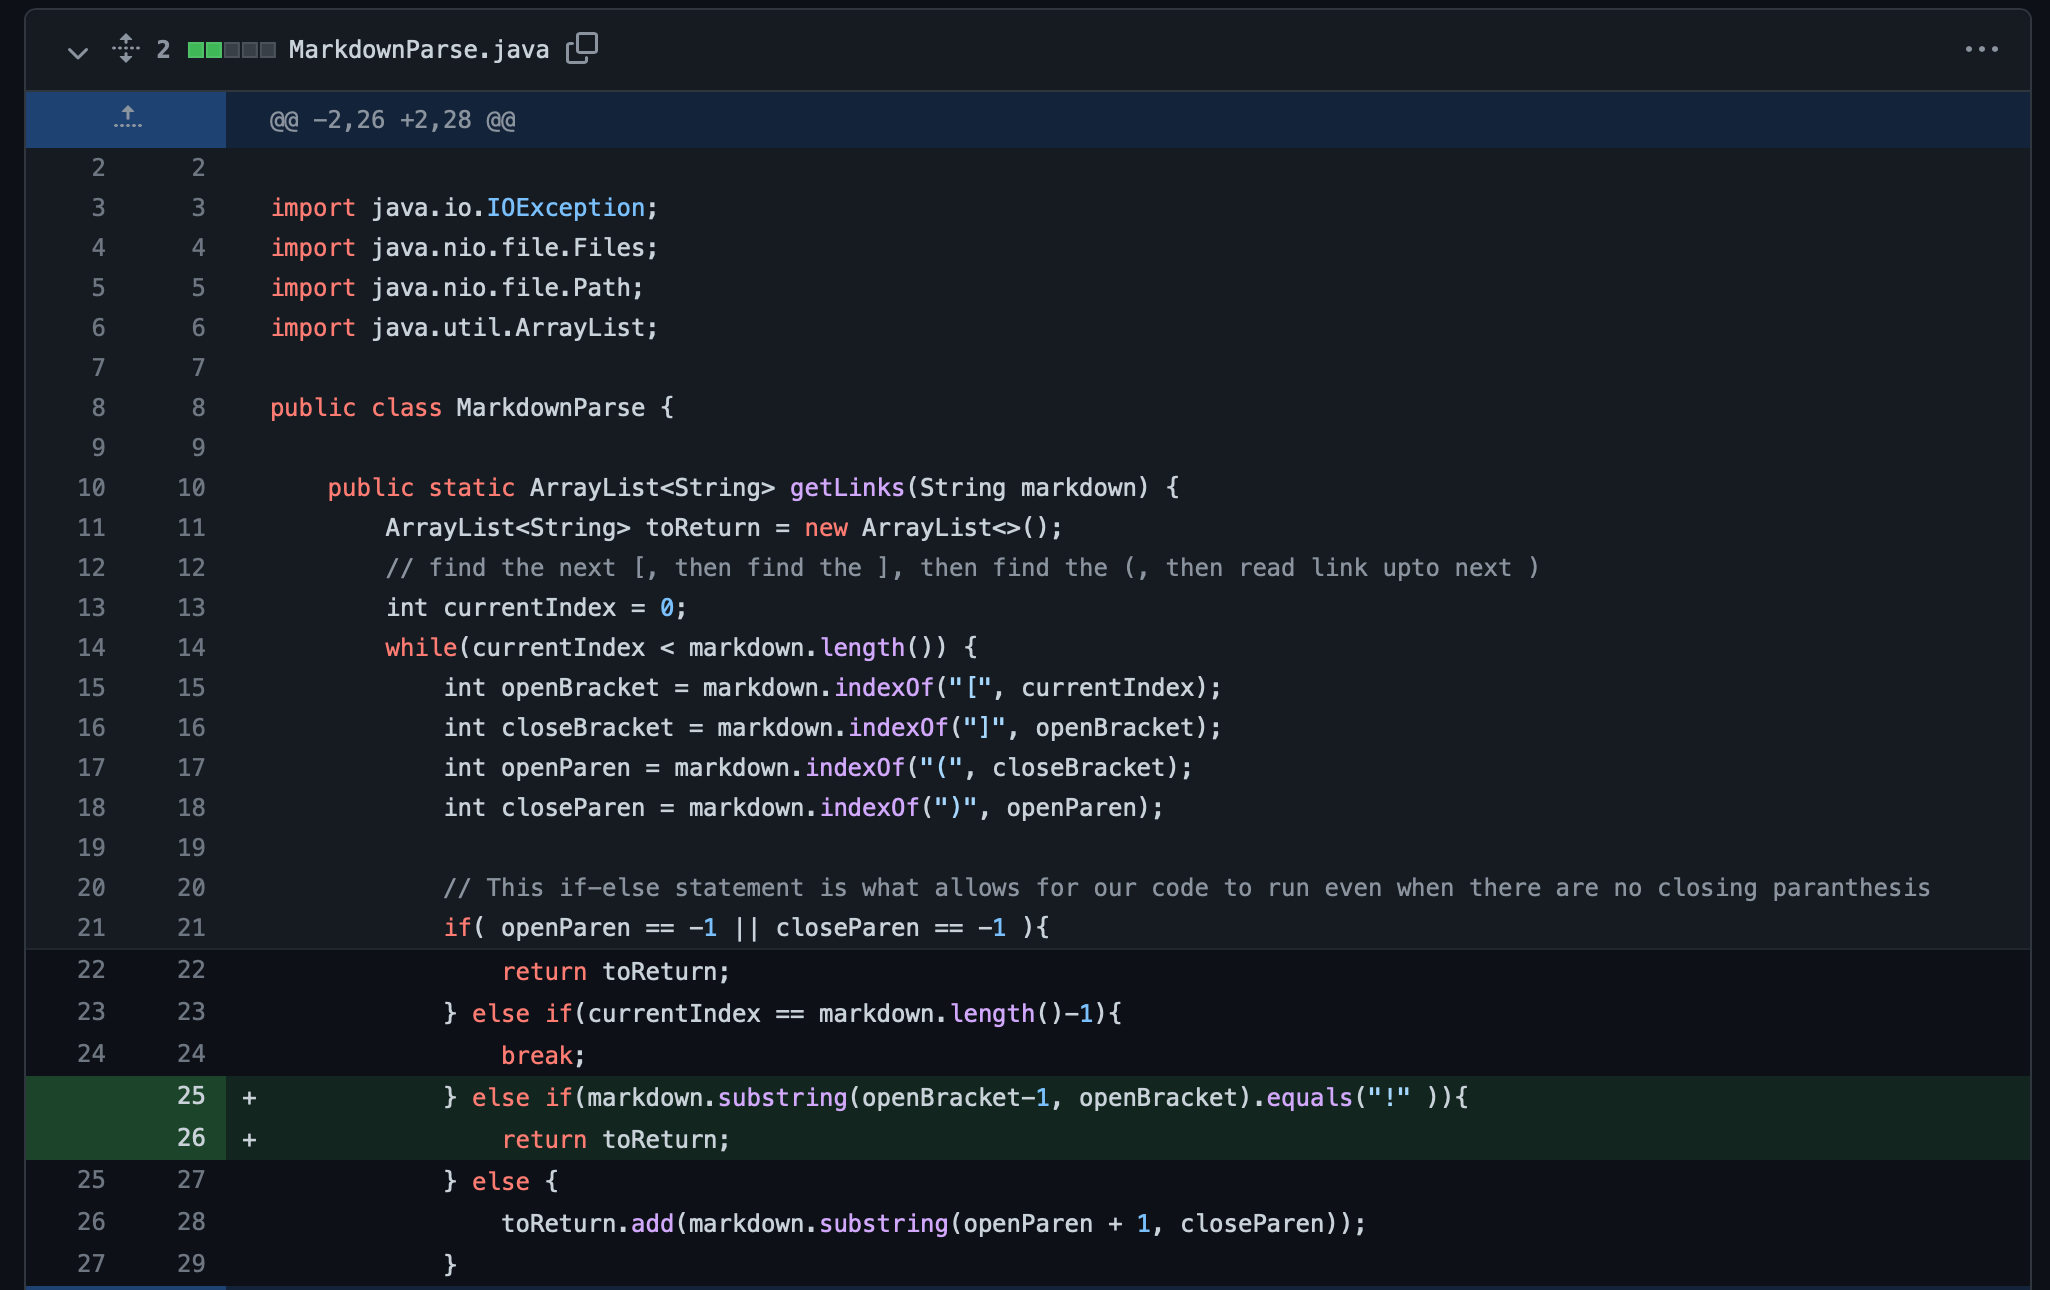 2 MarkdownParse.java
@@ -2,26 +2,28 @@
2 2
3 3 import java.io.IOException;
4 4 import java.nio.file.Files;
5 5 import java.nio.file.Path;
6 6 import java.util.ArrayList;
7 7
8 8 public class MarkdownParse {
9 9
10 10     public static ArrayList<String> getLinks(String markdown) {
11 11         ArrayList<String> toReturn = new ArrayList<>();
12 12         // find the next [, then find the ], then find the (, then read link upto next )
13 13         int currentIndex = 0;
14 14         while(currentIndex < markdown.length()) {
15 15             int openBracket = markdown.indexOf("[", currentIndex);
16 16             int closeBracket = markdown.indexOf("]", openBracket);
17 17             int openParen = markdown.indexOf("(", closeBracket);
18 18             int closeParen = markdown.indexOf(")", openParen);
19 19
20 20             // This if-else statement is what allows for our code to run even when there are no closing paranthesis
21 21             if( openParen == -1 || closeParen == -1 ){
22 22                 return toReturn;
23 23             } else if(currentIndex == markdown.length()-1){
24 24                 break;
25 +             } else if(markdown.substring(openBracket-1, openBracket).equals("!" )){
26 +                 return toReturn;
25 27             } else {
26 28                 toReturn.add(markdown.substring(openParen + 1, closeParen));
27 29             }